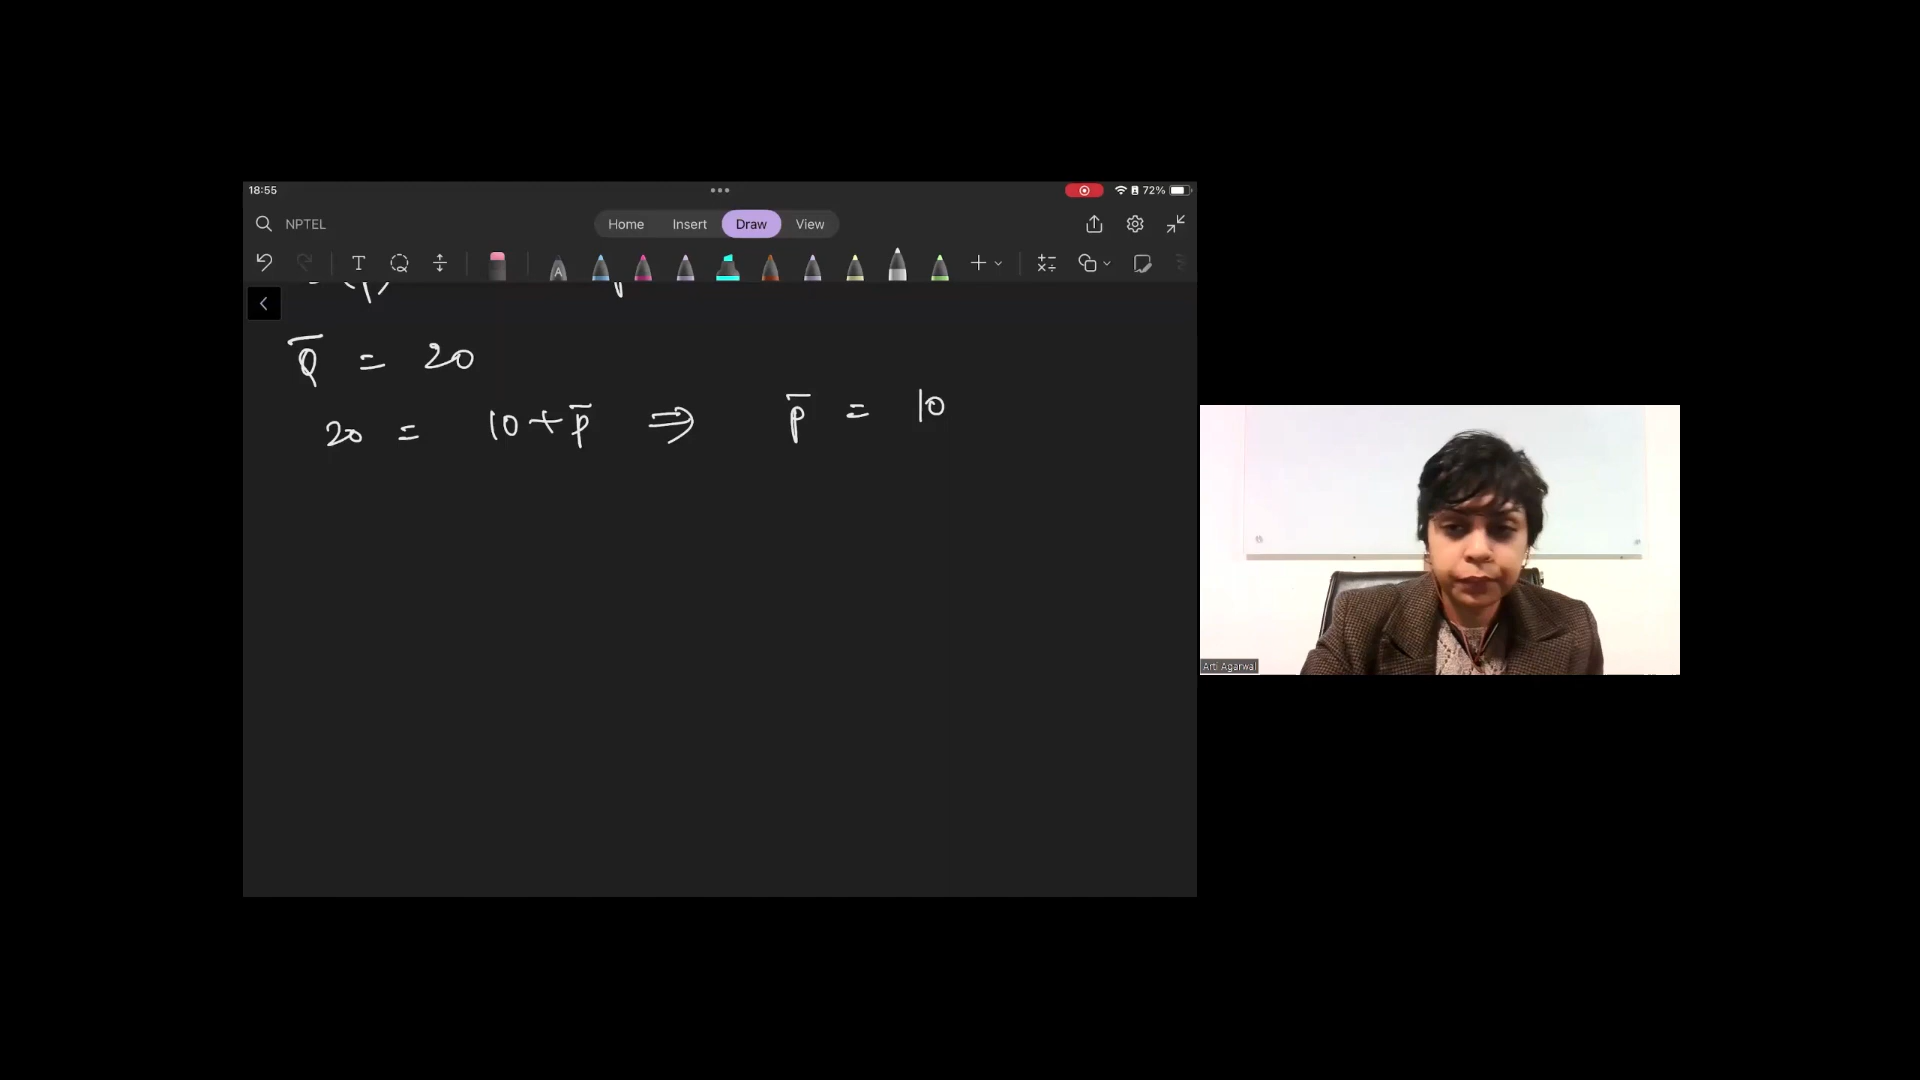 18:55 72%
NPTEL Home Insert Draw View
T A
Q̅ = 20
20 = 10 + p̅ ⇒ p̅ = 10
Arti Agarwal